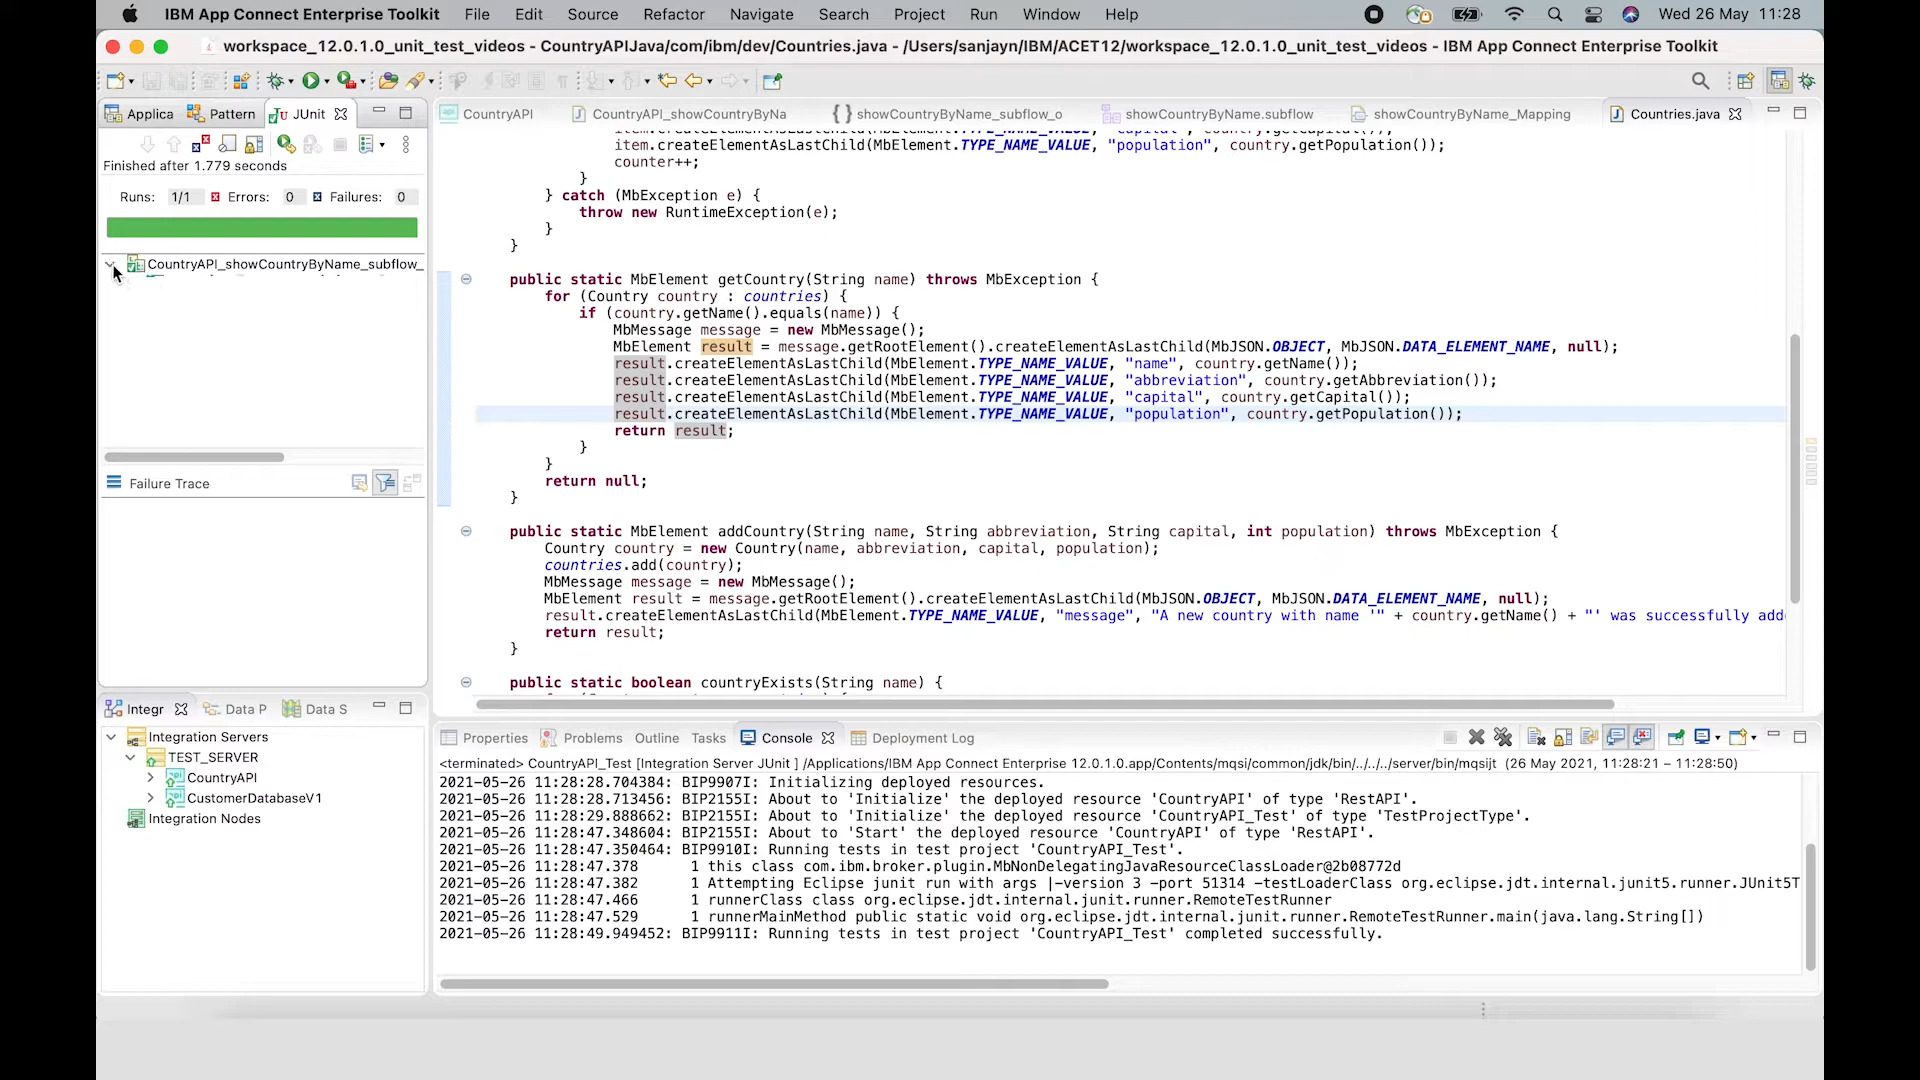 IBM App Connect Enterprise Toolkit File Edit Source Refactor Navigate Search Project Run Window Help Wed 26 May 11:28
workspace_12.0.1.0_unit_test_videos - CountryAPIJava/com/ibm/dev/Countries.java - /Users/sanjayn/IBM/ACET12/workspace_12.0.1.0_unit_test_videos - IBM App Connect Enterprise Toolkit
Applica Pattern JUnit
Finished after 1.779 seconds
Runs: 1/1 Errors: 0 Failures: 0
CountryAPI_showCountryByName_subflow_
Failure Trace
CountryAPI CountryAPI_showCountryByNa showCountryByName_subflow_o showCountryByName.subflow showCountryByName_Mapping Countries.java
item.createElementAsLastChild(MbElement.TYPE_NAME_VALUE, "capital", country.getCapital());
item.createElementAsLastChild(MbElement.TYPE_NAME_VALUE, "population", country.getPopulation());
counter++;
}
} catch (MbException e) {
throw new RuntimeException(e);
}
}
public static MbElement getCountry(String name) throws MbException {
for (Country country : countries) {
if (country.getName().equals(name)) {
MbMessage message = new MbMessage();
MbElement result = message.getRootElement().createElementAsLastChild(MbJSON.OBJECT, MbJSON.DATA_ELEMENT_NAME, null);
result.createElementAsLastChild(MbElement.TYPE_NAME_VALUE, "name", country.getName());
result.createElementAsLastChild(MbElement.TYPE_NAME_VALUE, "abbreviation", country.getAbbreviation());
result.createElementAsLastChild(MbElement.TYPE_NAME_VALUE, "capital", country.getCapital());
result.createElementAsLastChild(MbElement.TYPE_NAME_VALUE, "population", country.getPopulation());
return result;
}
}
return null;
}
public static MbElement addCountry(String name, String abbreviation, String capital, int population) throws MbException {
Country country = new Country(name, abbreviation, capital, population);
countries.add(country);
MbMessage message = new MbMessage();
MbElement result = message.getRootElement().createElementAsLastChild(MbJSON.OBJECT, MbJSON.DATA_ELEMENT_NAME, null);
result.createElementAsLastChild(MbElement.TYPE_NAME_VALUE, "message", "A new country with name '" + country.getName() + "' was successfully adde
return result;
}
public static boolean countryExists(String name) {
Integr Data P Data S
Integration Servers
TEST_SERVER
CountryAPI
CustomerDatabaseV1
Integration Nodes
Properties Problems Outline Tasks Console Deployment Log
<terminated> CountryAPI_Test [Integration Server JUnit ] /Applications/IBM App Connect Enterprise 12.0.1.0.app/Contents/mqsi/common/jdk/bin/../../../server/bin/mqsijt (26 May 2021, 11:28:21 – 11:28:50)
2021-05-26 11:28:28.704384: BIP9907I: Initializing deployed resources.
2021-05-26 11:28:28.713456: BIP2155I: About to 'Initialize' the deployed resource 'CountryAPI' of type 'RestAPI'.
2021-05-26 11:28:29.888662: BIP2155I: About to 'Initialize' the deployed resource 'CountryAPI_Test' of type 'TestProjectType'.
2021-05-26 11:28:47.348604: BIP2155I: About to 'Start' the deployed resource 'CountryAPI' of type 'RestAPI'.
2021-05-26 11:28:47.350464: BIP9910I: Running tests in test project 'CountryAPI_Test'.
2021-05-26 11:28:47.378 1 this class com.ibm.broker.plugin.MbNonDelegatingJavaResourceClassLoader@2b08772d
2021-05-26 11:28:47.382 1 Attempting Eclipse junit run with args |-version 3 -port 51314 -testLoaderClass org.eclipse.jdt.internal.junit5.runner.JUnit5T
2021-05-26 11:28:47.466 1 runnerClass class org.eclipse.jdt.internal.junit.runner.RemoteTestRunner
2021-05-26 11:28:47.529 1 runnerMainMethod public static void org.eclipse.jdt.internal.junit.runner.RemoteTestRunner.main(java.lang.String[])
2021-05-26 11:28:49.949452: BIP9911I: Running tests in test project 'CountryAPI_Test' completed successfully.